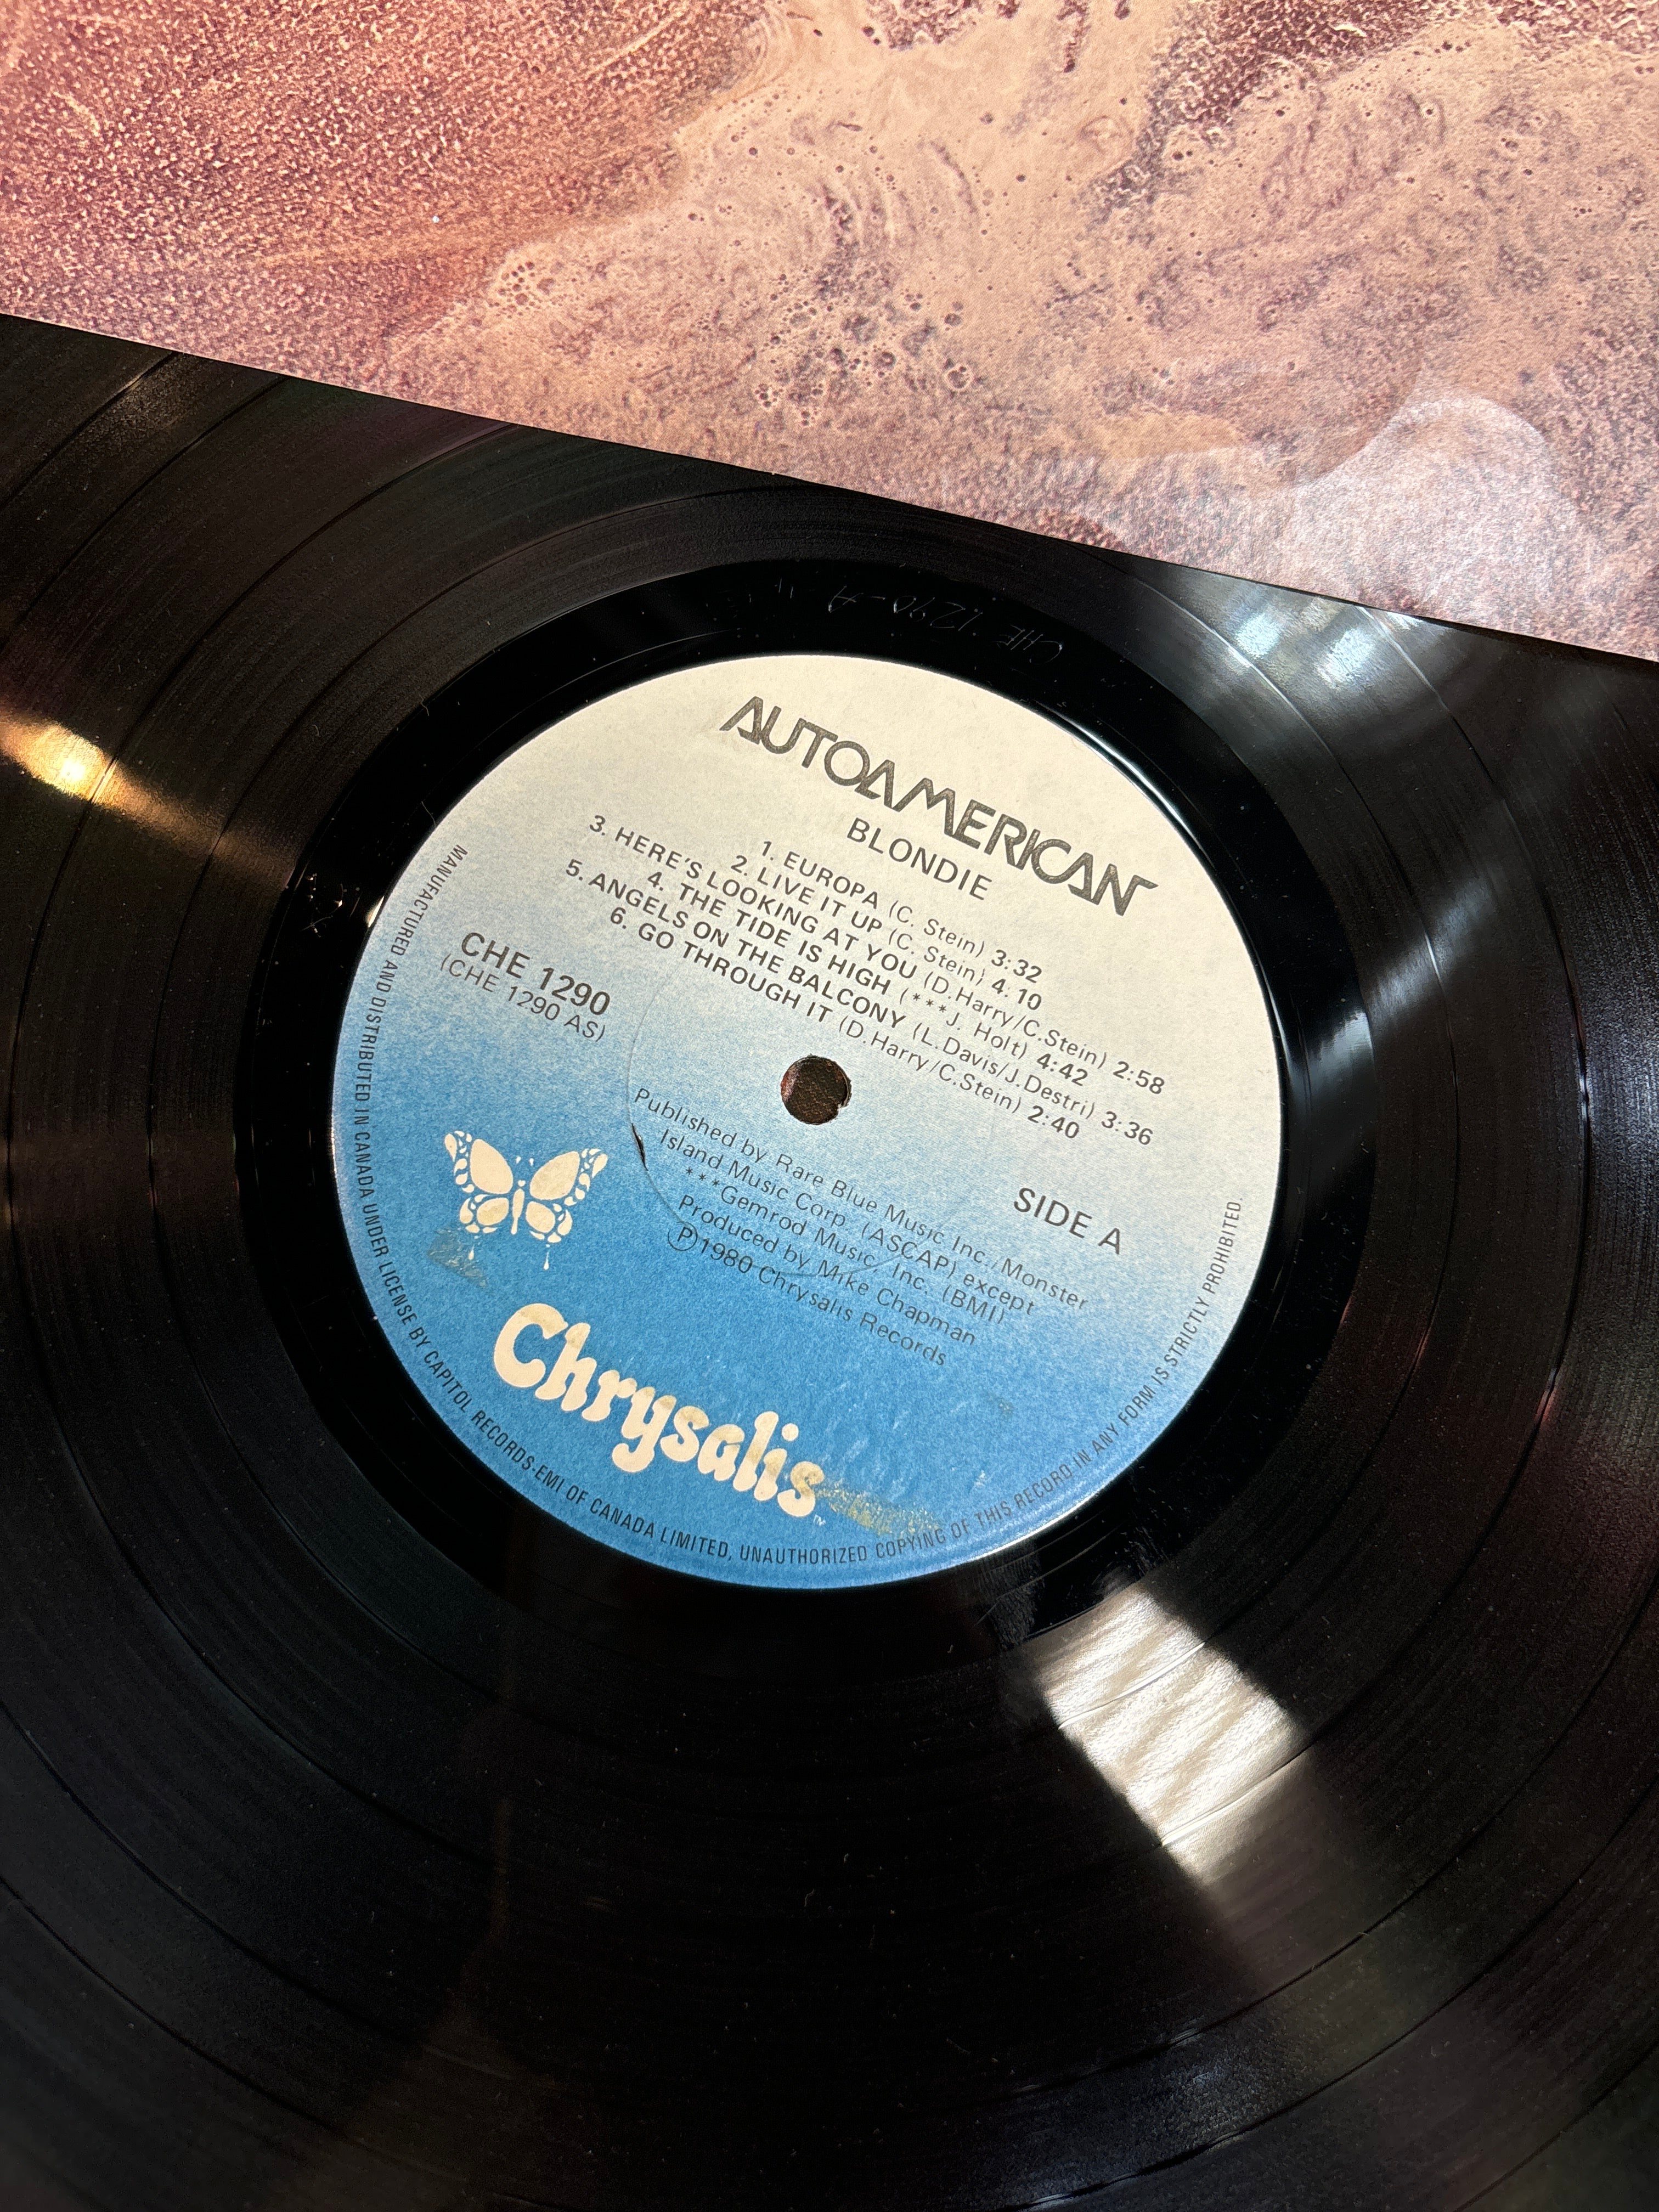 CHE 1290-A
AUTOAMERICAN
BLONDIE
1. EUROPA (C. Stein) 3:32
2. LIVE IT UP (C. Stein) 4:10
3. HERE'S LOOKING AT YOU (D.Harry/C.Stein) 2:58
4. THE TIDE IS HIGH (***J. Holt) 4:42
5. ANGELS ON THE BALCONY (L.Davis/J.Destri) 3:36
6. GO THROUGH IT (D.Harry/C.Stein) 2:40
CHE 1290
(CHE 1290 AS)
SIDE A
Published by Rare Blue Music Inc./Monster
Island Music Corp. (ASCAP) except
***Gemrod Music, Inc. (BMI)
Produced by Mike Chapman
Ⓟ1980 Chrysalis Records
Chrysalis
TM
MANUFACTURED AND DISTRIBUTED IN CANADA UNDER LICENSE BY CAPITOL RECORDS-EMI OF CANADA LIMITED, UNAUTHORIZED COPYING OF THIS RECORD IN ANY FORM IS STRICTLY PROHIBITED.